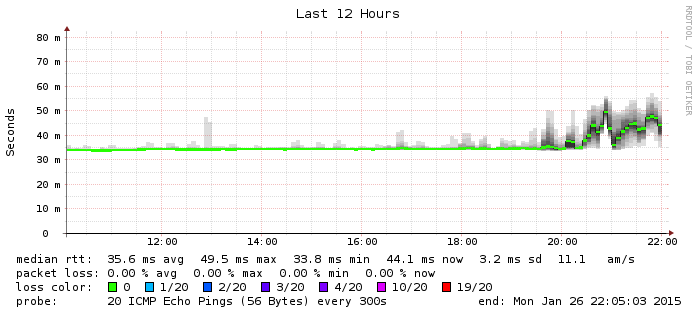 Last 12 Hours
RRDTOOL / TOBI OETIKER
Seconds
80 m
70 m
60 m
50 m
40 m
30 m
20 m
10 m
0
12:00 14:00 16:00 18:00 20:00 22:00
median rtt: 35.6 ms avg 49.5 ms max 33.8 ms min 44.1 ms now 3.2 ms sd 11.1 am/s
packet loss: 0.00 % avg 0.00 % max 0.00 % min 0.00 % now
loss color: 0 1/20 2/20 3/20 4/20 10/20 19/20
probe: 20 ICMP Echo Pings (56 Bytes) every 300s end: Mon Jan 26 22:05:03 2015